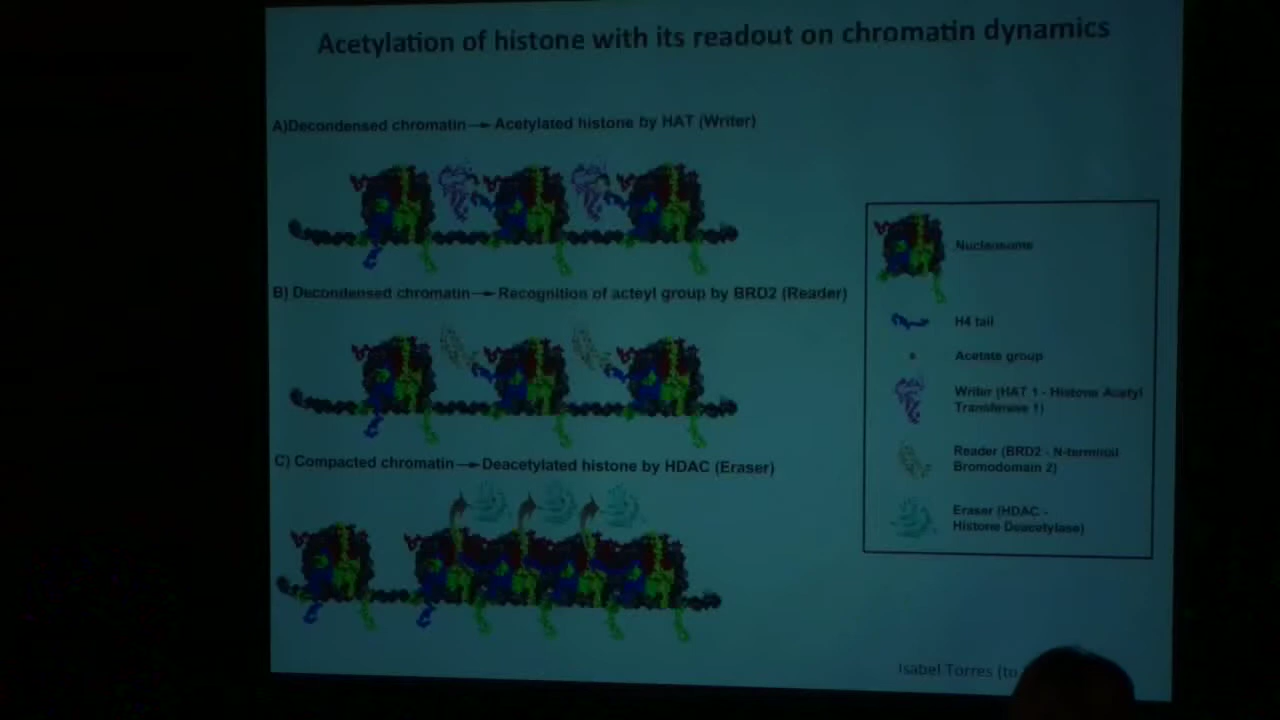 Acetylation of histone with its readout on chromatin dynamics
A)Decondensed chromatin → Acetylated histone by HAT (Writer)
B) Decondensed chromatin → Recognition of acteyl group by BRD2 (Reader)
C) Compacted chromatin → Deacetylated histone by HDAC (Eraser)
Nucleosome
H4 tail
Acetate group
Writer (HAT 1 - Histone Acetyl
Transferase 1)
Reader (BRD2 - N-terminal
Bromodomain 2)
Eraser (HDAC -
Histone Deacetylase)
Isabel Torres (to